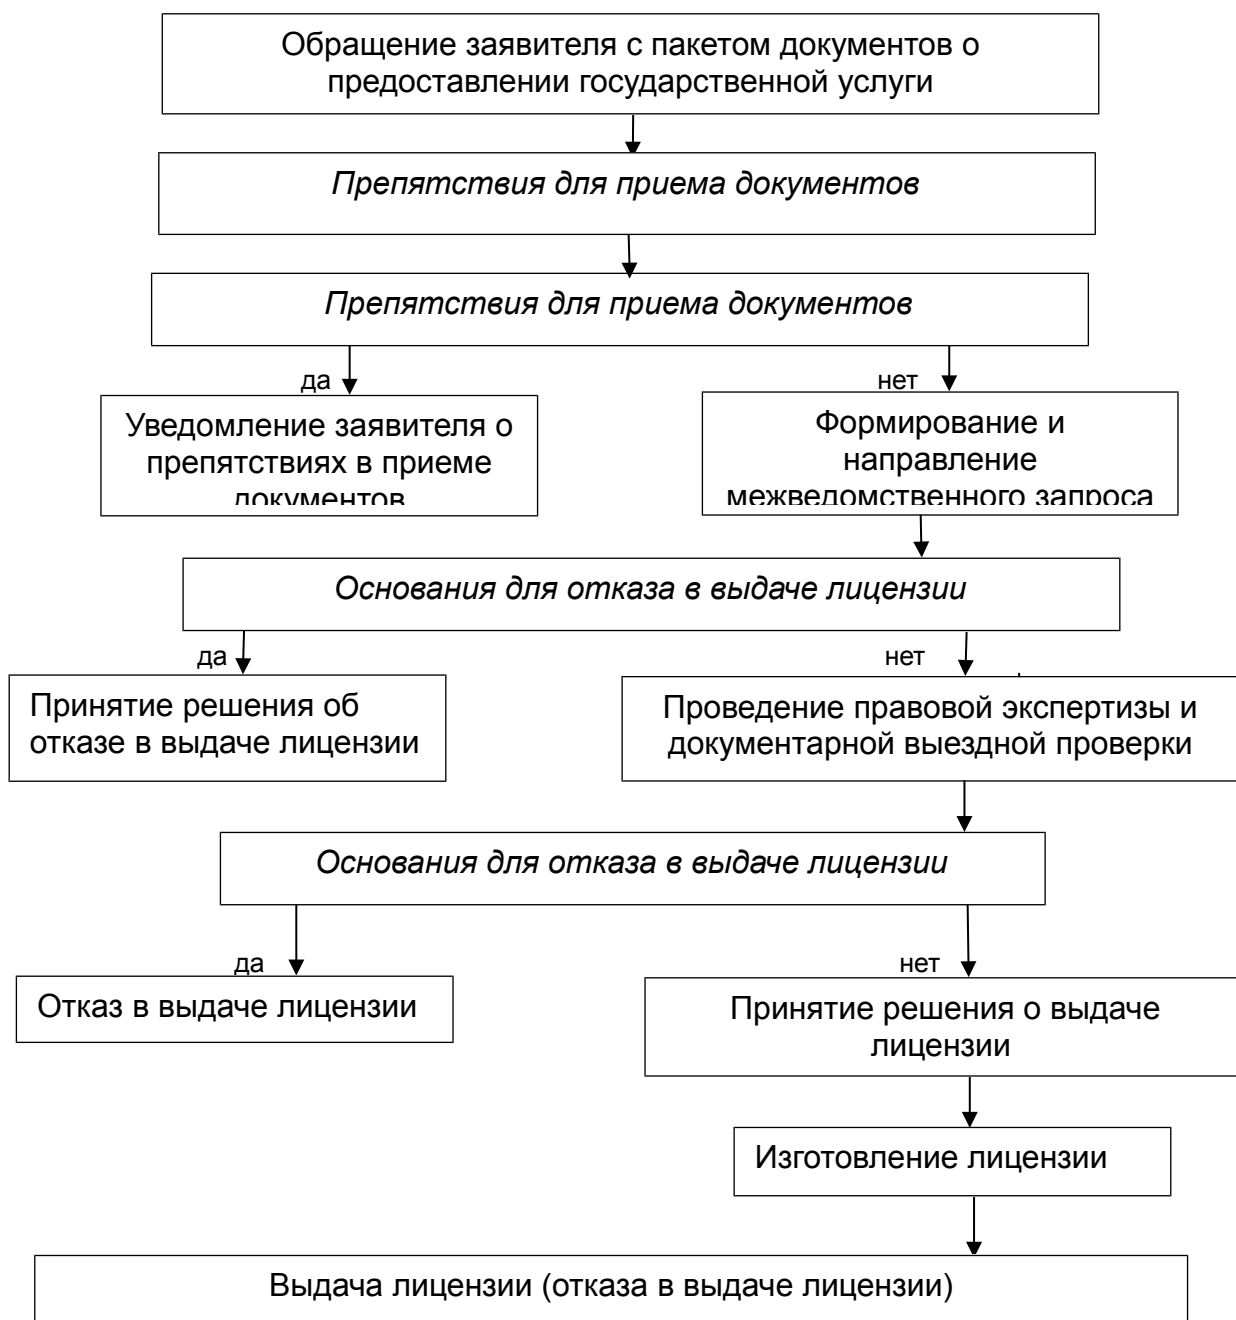 Обращение заявителя с пакетом документов о
предоставлении государственной услуги
Препятствия для приема документов
Препятствия для приема документов
да
нет
Уведомление заявителя о
препятствиях в приеме
документов
Формирование и
направление
межведомственного запроса
Основания для отказа в выдаче лицензии
да
нет
Принятие решения об
отказе в выдаче лицензии
Проведение правовой экспертизы и
документарной выездной проверки
Основания для отказа в выдаче лицензии
да
нет
Отказ в выдаче лицензии
Принятие решения о выдаче
лицензии
Изготовление лицензии
Выдача лицензии (отказа в выдаче лицензии)